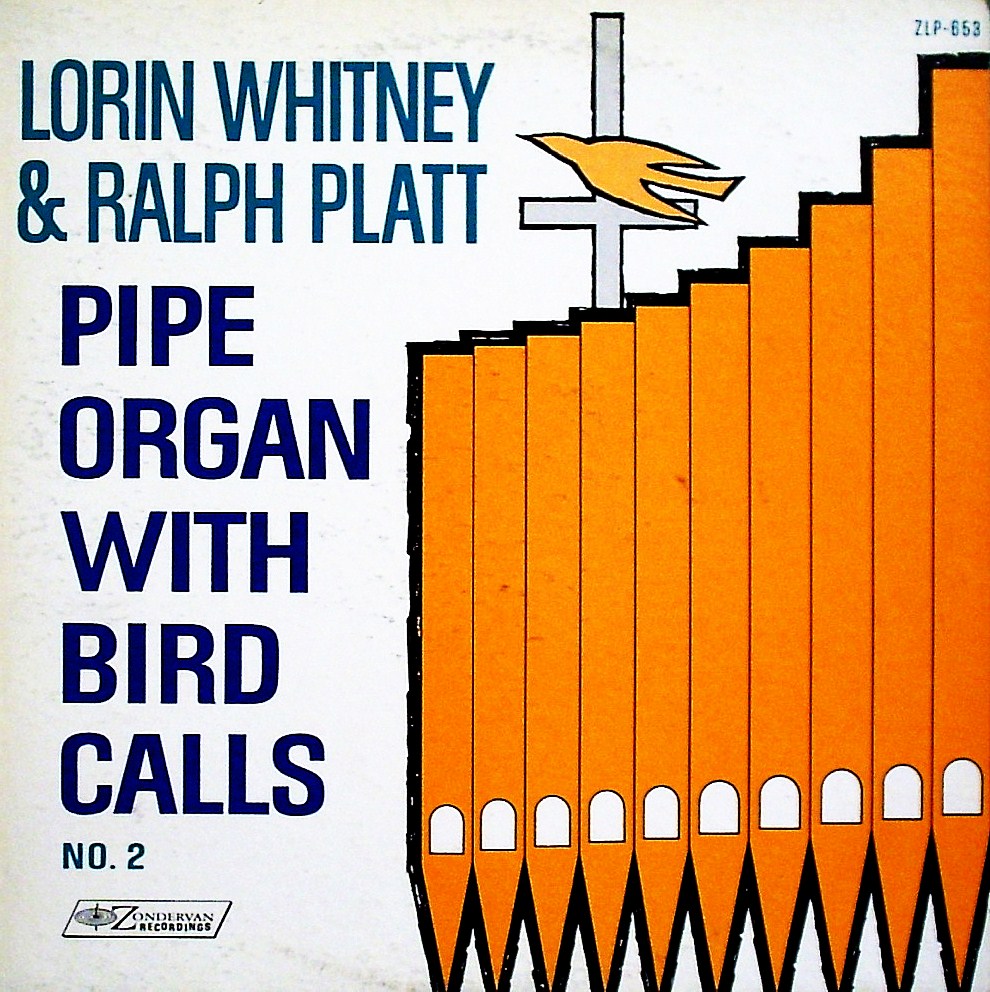 ZLP-653
LORIN WHITNEY
& RALPH PLATT
PIPE
ORGAN
WITH
BIRD
CALLS
NO. 2
ZONDERVAN
RECORDINGS